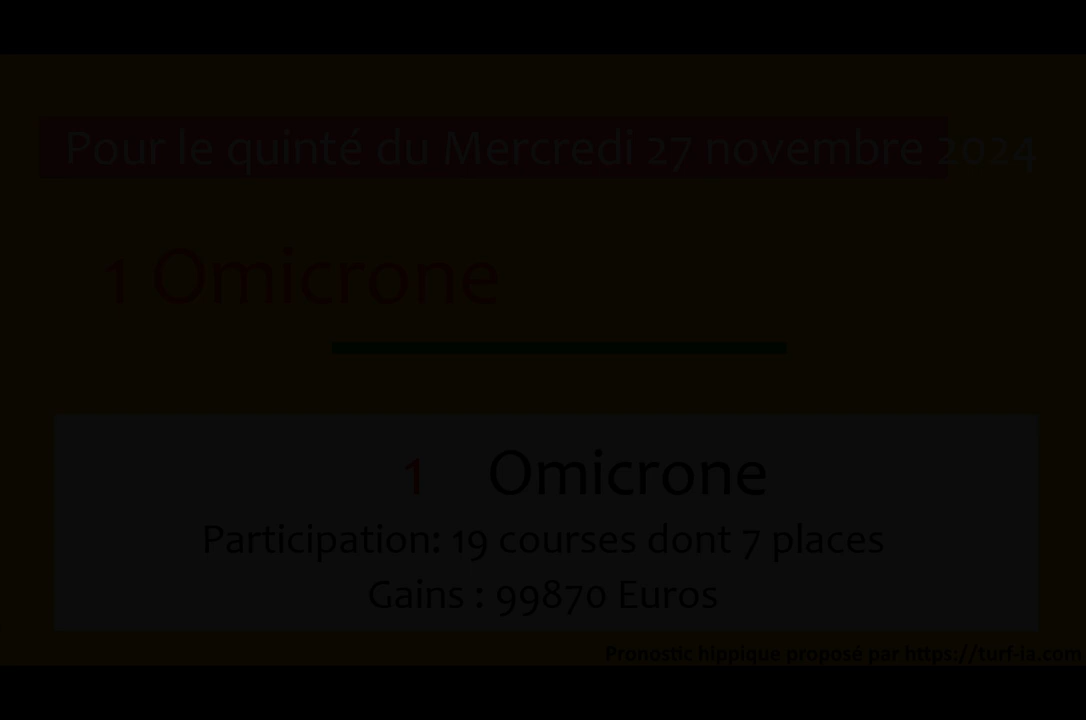 Pour le quinté du Mercredi 27 novembre 2024
1 Omicrone
1 Omicrone
Participation: 19 courses dont 7 places
Gains : 99870 Euros
Pronostic hippique proposé par https://turf-ia.com